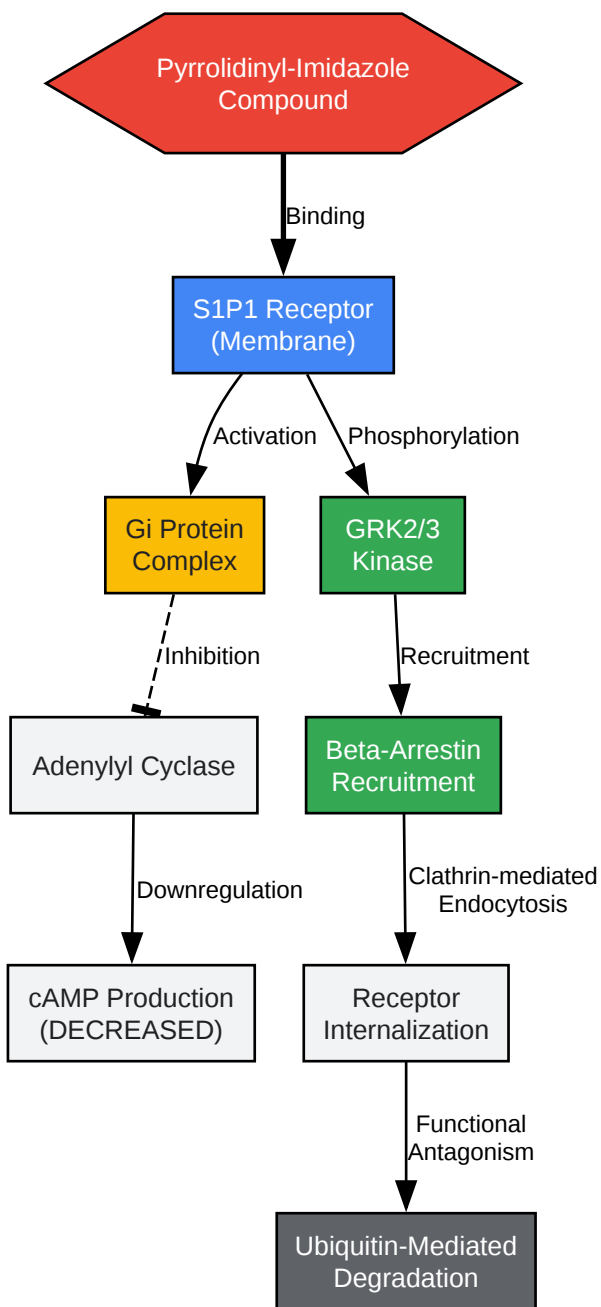 Pyrrolidinyl-Imidazole
Compound
Binding
S1P1 Receptor
(Membrane)
Activation
Phosphorylation
Gi Protein
Complex
GRK2/3
Kinase
Inhibition
Recruitment
Adenylyl Cyclase
Beta-Arrestin
Recruitment
Downregulation
Clathrin-mediated
Endocytosis
cAMP Production
(DECREASED)
Receptor
Internalization
Functional
Antagonism
Ubiquitin-Mediated
Degradation